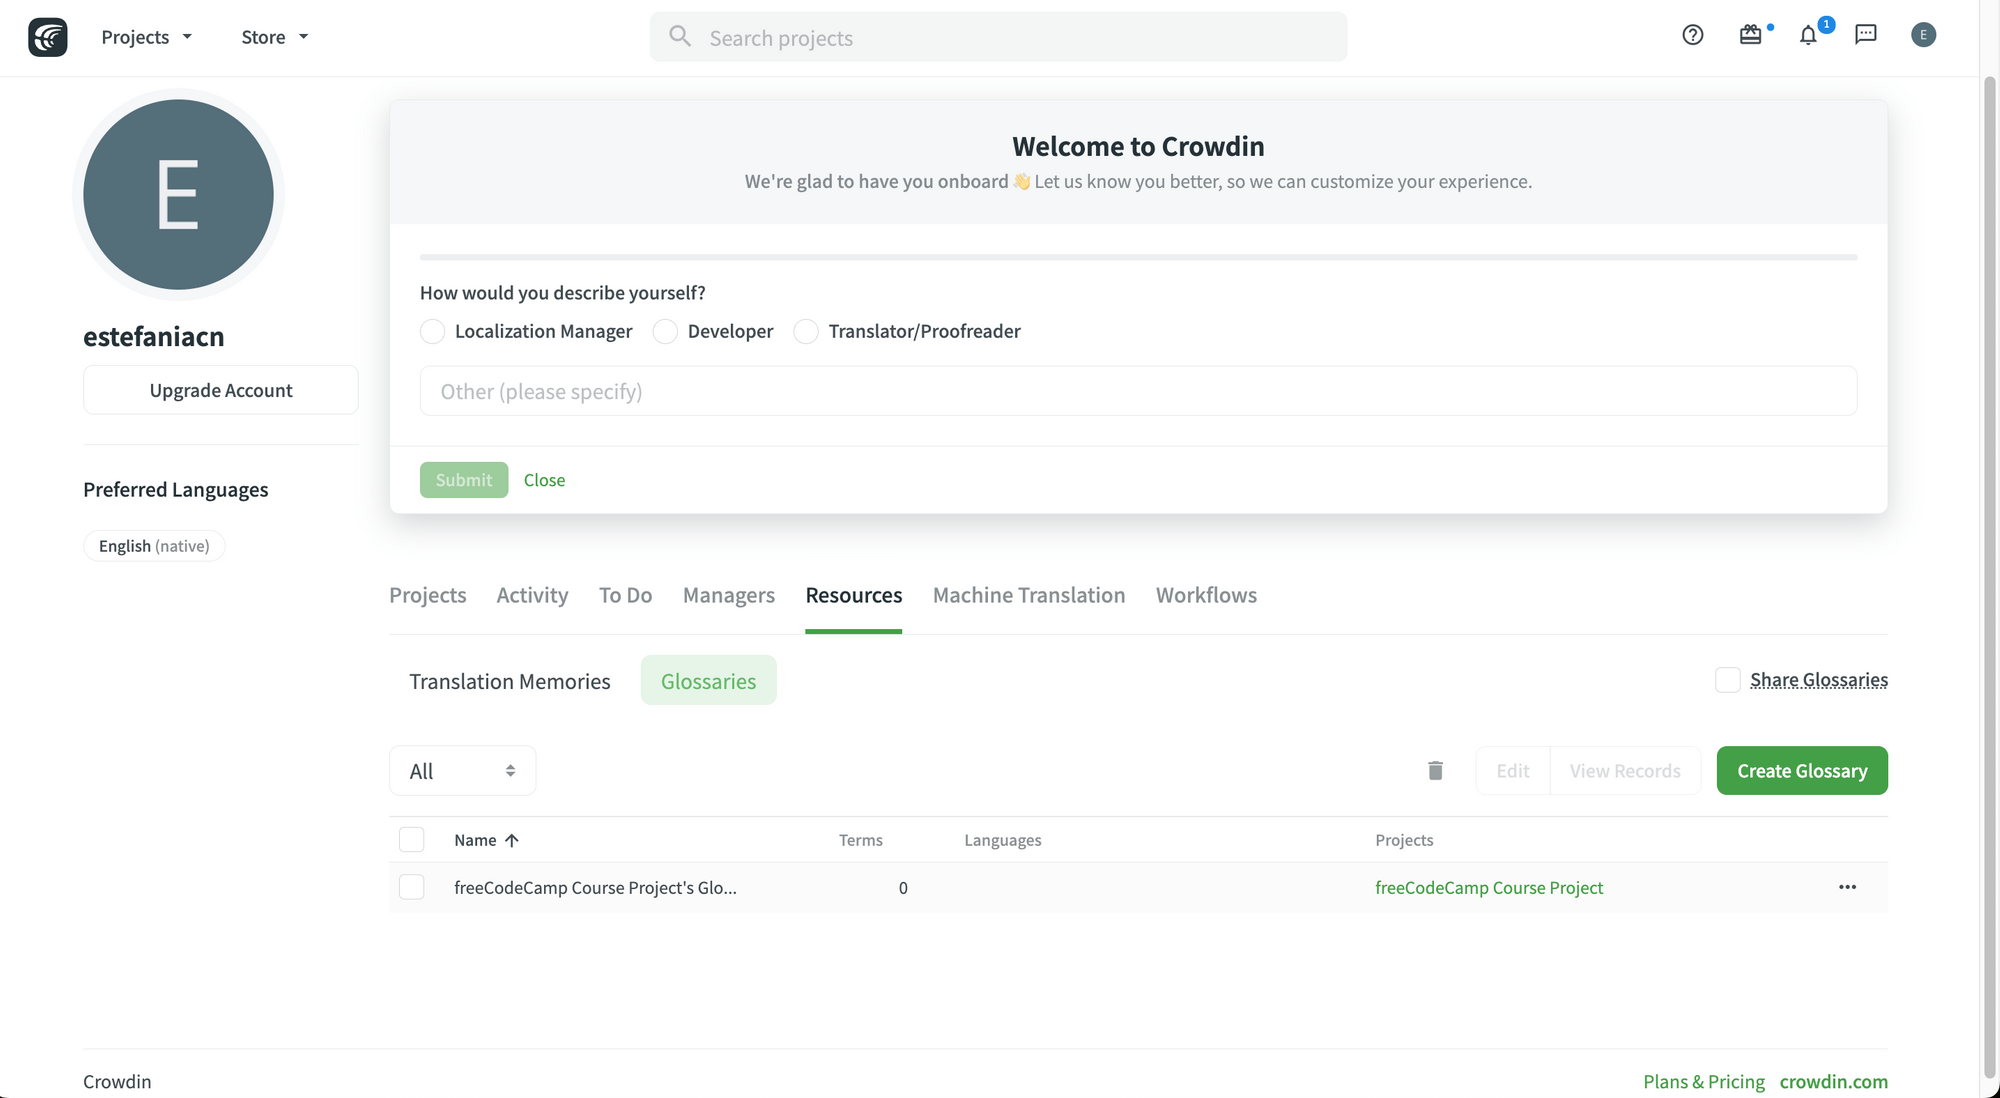 Projects Store Search projects 1 E
E
estefaniacn
Upgrade Account
Preferred Languages
English (native)
Welcome to Crowdin
We're glad to have you onboard 👋 Let us know you better, so we can customize your experience.
How would you describe yourself?
Localization Manager Developer Translator/Proofreader
Other (please specify)
Submit Close
Projects Activity To Do Managers Resources Machine Translation Workflows
Translation Memories Glossaries Share Glossaries
All Edit View Records Create Glossary
Name ↑ Terms Languages Projects
freeCodeCamp Course Project's Glo... 0 freeCodeCamp Course Project ...
Crowdin Plans & Pricing crowdin.com